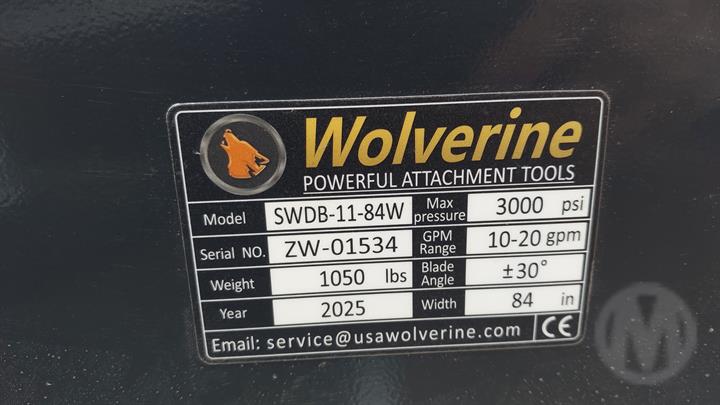 Wolverine
POWERFUL ATTACHMENT TOOLS
Model SWDB-11-84W Max pressure 3000 psi
Serial NO. ZW-01534 GPM Range 10-20 gpm
Weight 1050 lbs Blade Angle ±30°
Year 2025 Width 84 in
Email: service@usawolverine.com CE
M